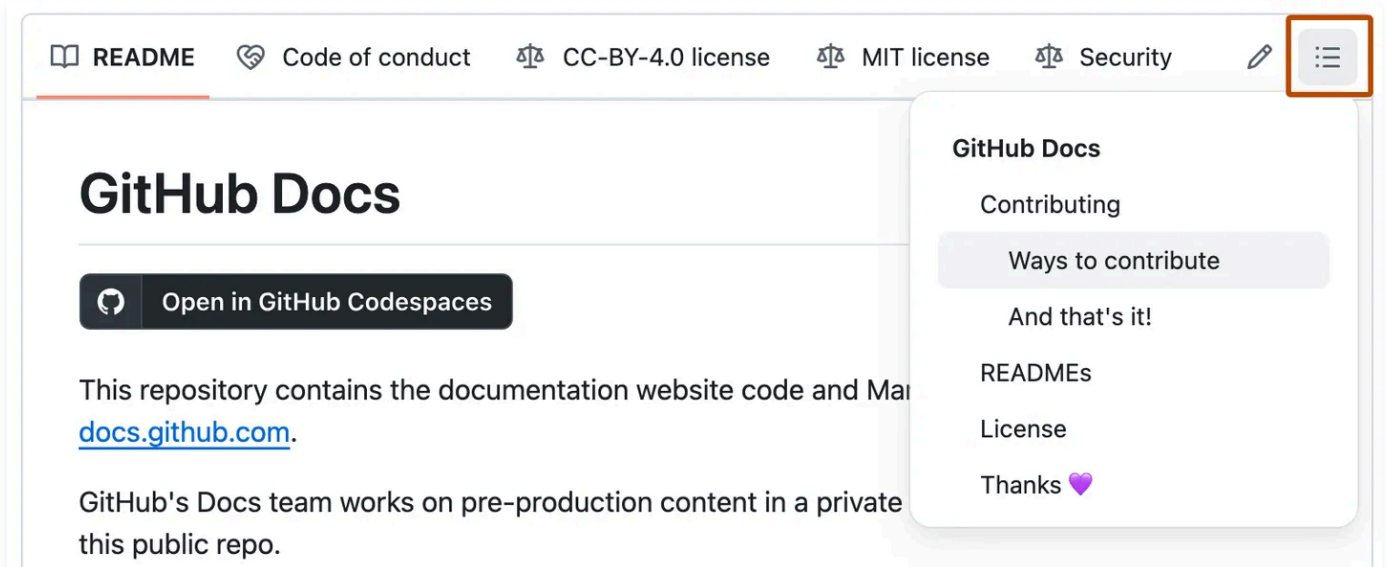 README Code of conduct CC-BY-4.0 license MIT license Security
GitHub Docs
Open in GitHub Codespaces
This repository contains the documentation website code and
docs.github.com.
GitHub's Docs team works on pre-production content in a private
this public repo.
GitHub Docs
Contributing
Ways to contribute
And that's it!
READMEs
License
Thanks 💜